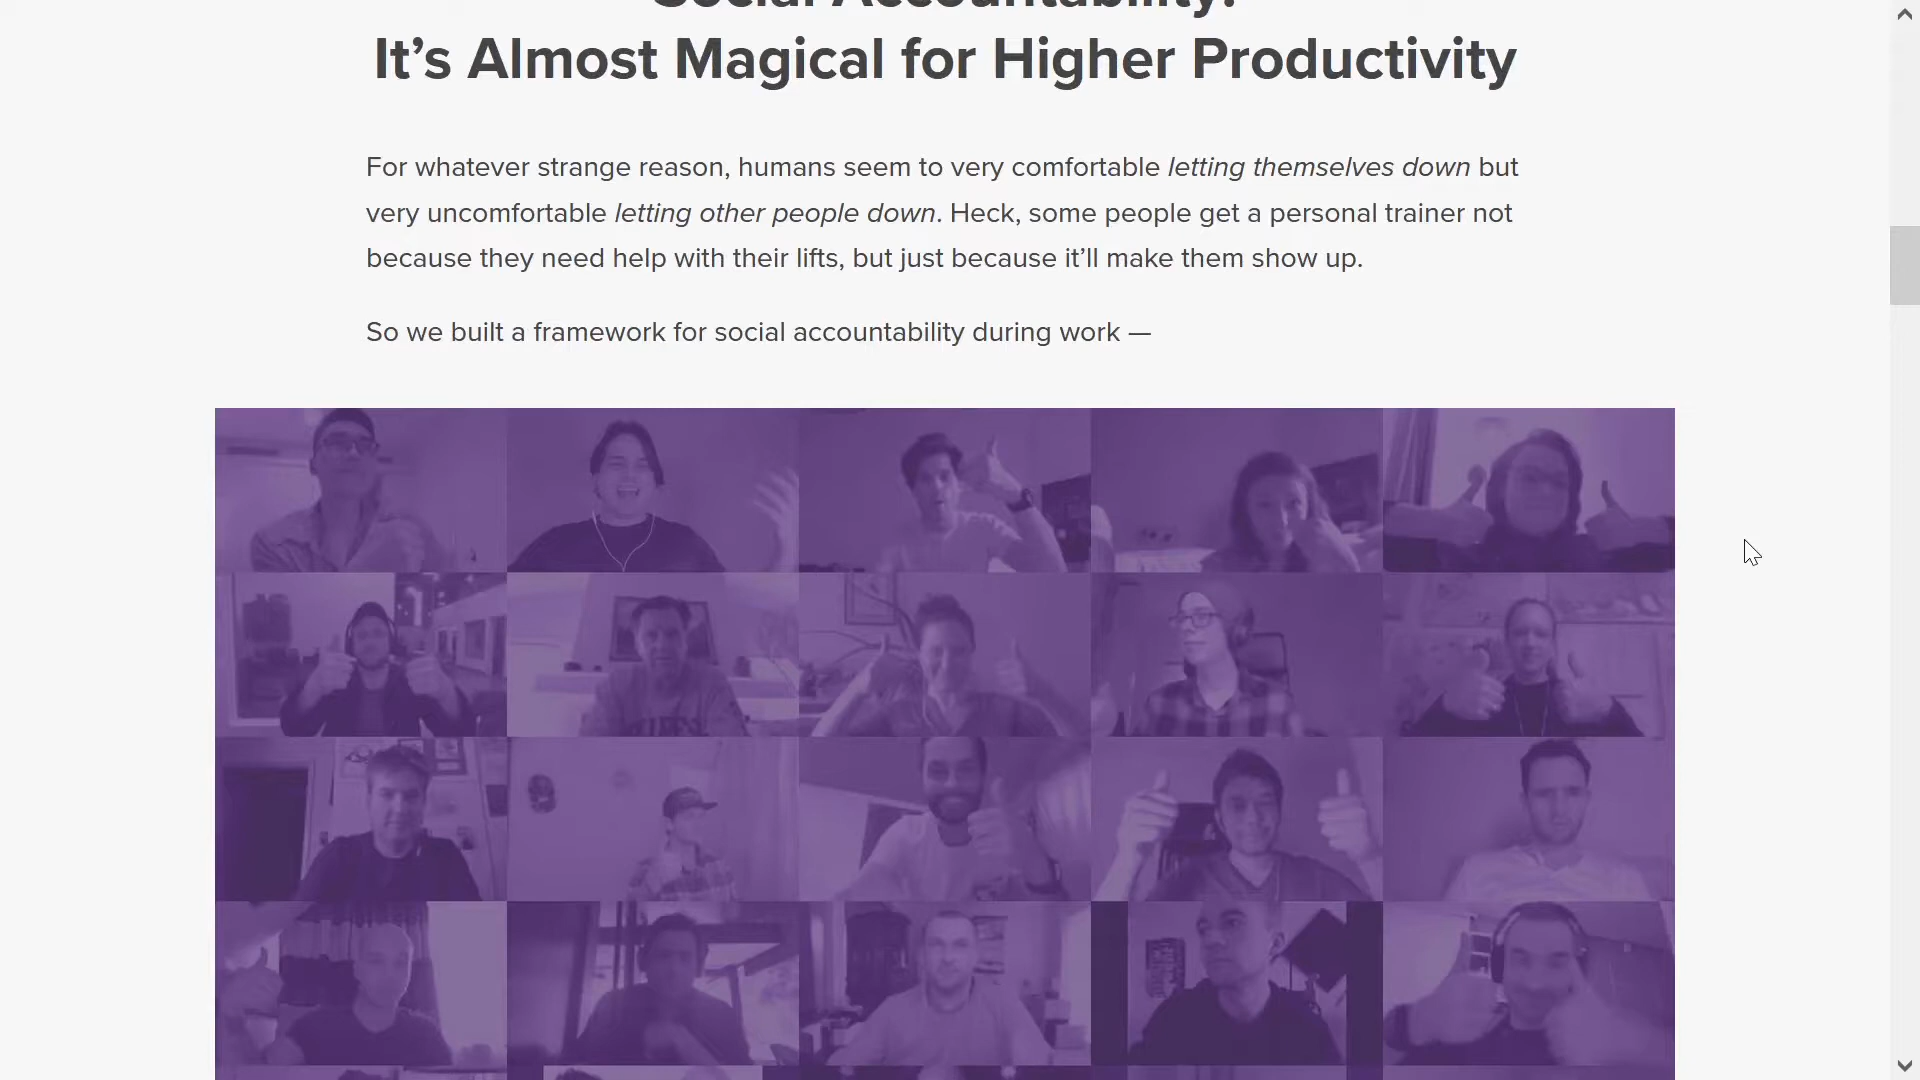 Social Accountability:
It’s Almost Magical for Higher Productivity
For whatever strange reason, humans seem to very comfortable letting themselves down but
very uncomfortable letting other people down. Heck, some people get a personal trainer not
because they need help with their lifts, but just because it’ll make them show up.
So we built a framework for social accountability during work —